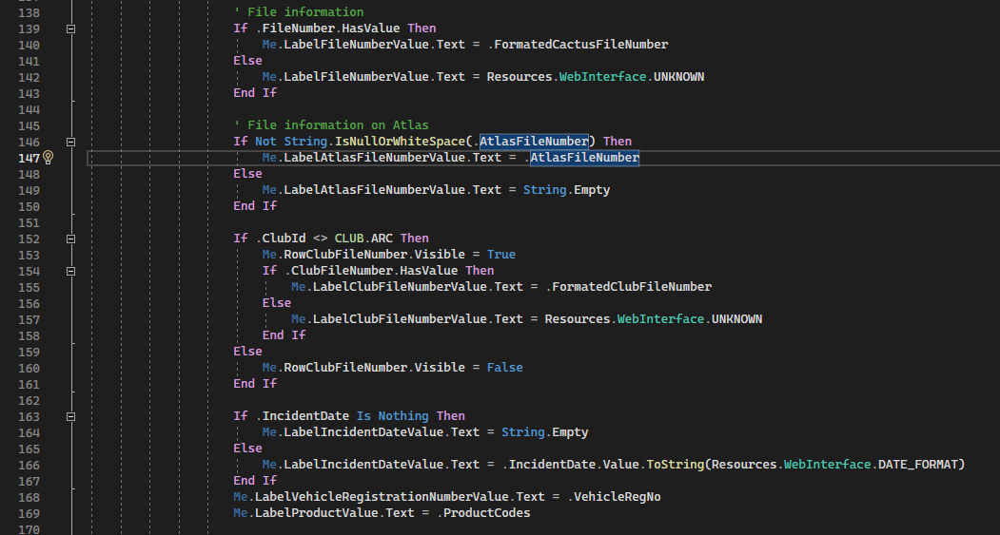 138 ' File information
139 If .FileNumber.HasValue Then
140 Me.LabelFileNumberValue.Text = .FormatedCactusFileNumber
141 Else
142 Me.LabelFileNumberValue.Text = Resources.WebInterface.UNKNOWN
143 End If
144
145 ' File information on Atlas
146 If Not String.IsNullOrWhiteSpace(.AtlasFileNumber) Then
147 Me.LabelAtlasFileNumberValue.Text = .AtlasFileNumber
148 Else
149 Me.LabelAtlasFileNumberValue.Text = String.Empty
150 End If
151
152 If .ClubId <> CLUB.ARC Then
153 Me.RowClubFileNumber.Visible = True
154 If .ClubFileNumber.HasValue Then
155 Me.LabelClubFileNumberValue.Text = .FormatedClubFileNumber
156 Else
157 Me.LabelClubFileNumberValue.Text = Resources.WebInterface.UNKNOWN
158 End If
159 Else
160 Me.RowClubFileNumber.Visible = False
161 End If
162
163 If .IncidentDate Is Nothing Then
164 Me.LabelIncidentDateValue.Text = String.Empty
165 Else
166 Me.LabelIncidentDateValue.Text = .IncidentDate.Value.ToString(Resources.WebInterface.DATE_FORMAT)
167 End If
168 Me.LabelVehicleRegistrationNumberValue.Text = .VehicleRegNo
169 Me.LabelProductValue.Text = .ProductCodes
170